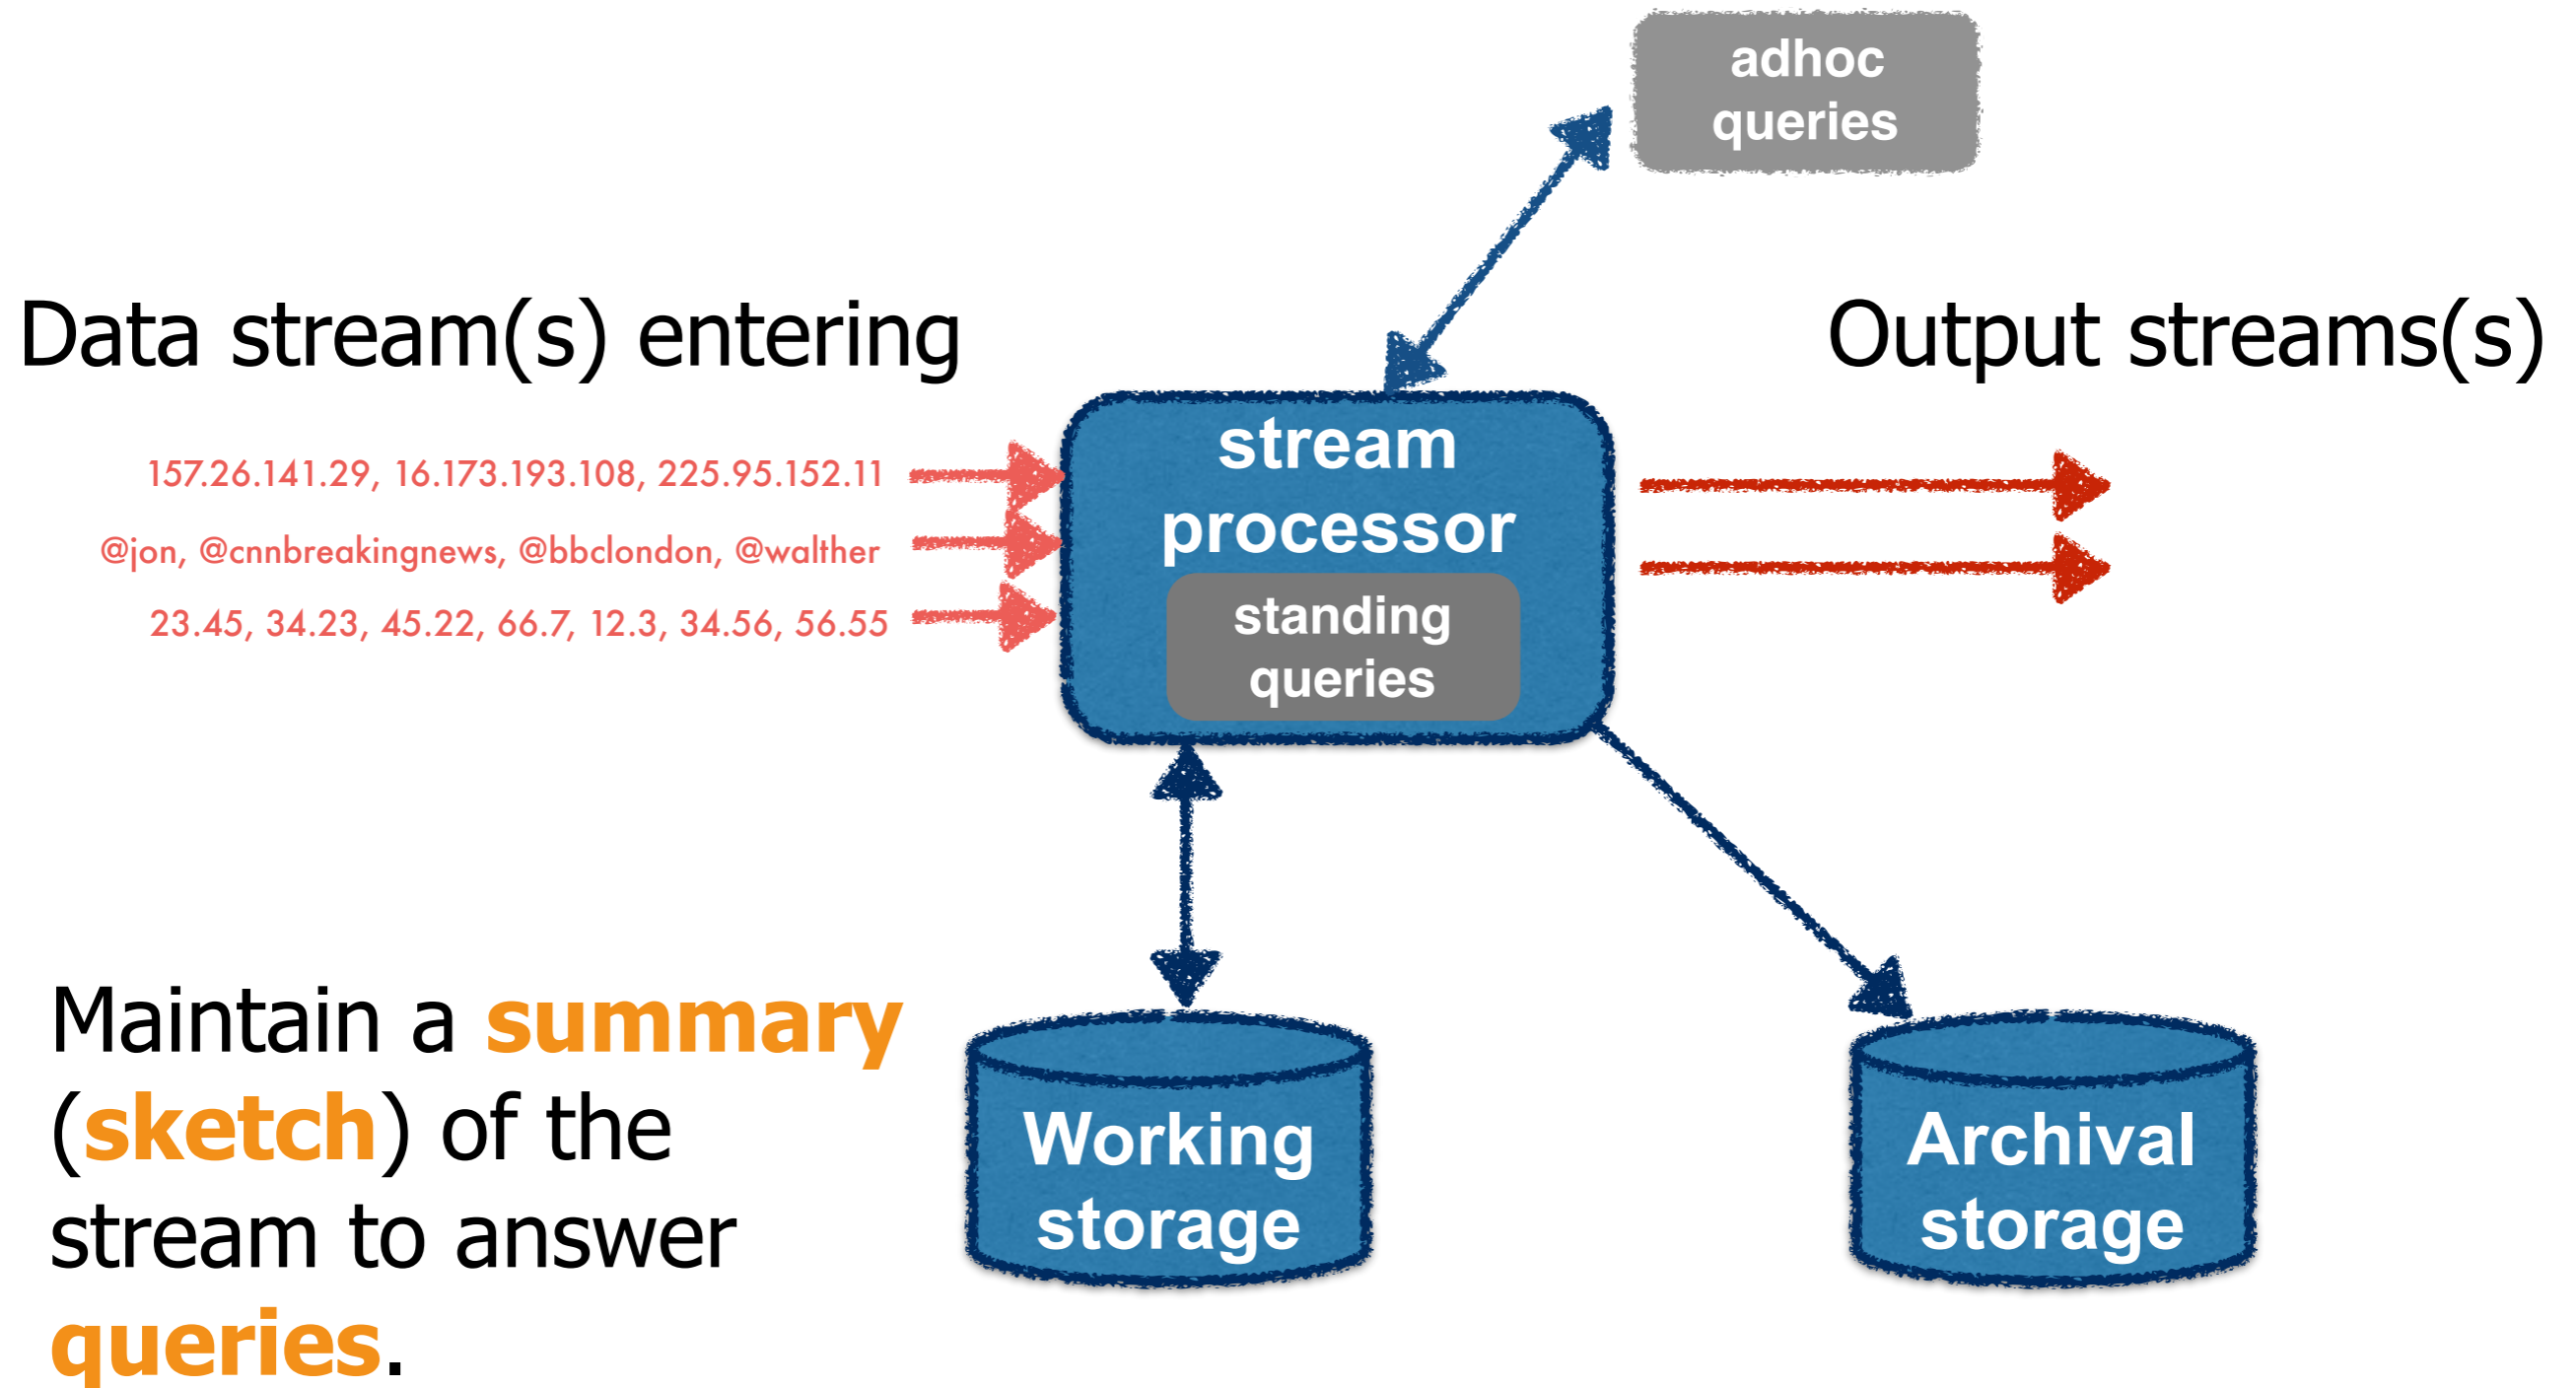 adhoc
queries
Data stream(s) entering
Output streams(s)
157.26.141.29, 16.173.193.108, 225.95.152.11
@jon, @cnnbreakingnews, @bbclondon, @walther
23.45, 34.23, 45.22, 66.7, 12.3, 34.56, 56.55
stream
processor
standing
queries
Maintain a summary
(sketch) of the
stream to answer
queries.
Working
storage
Archival
storage